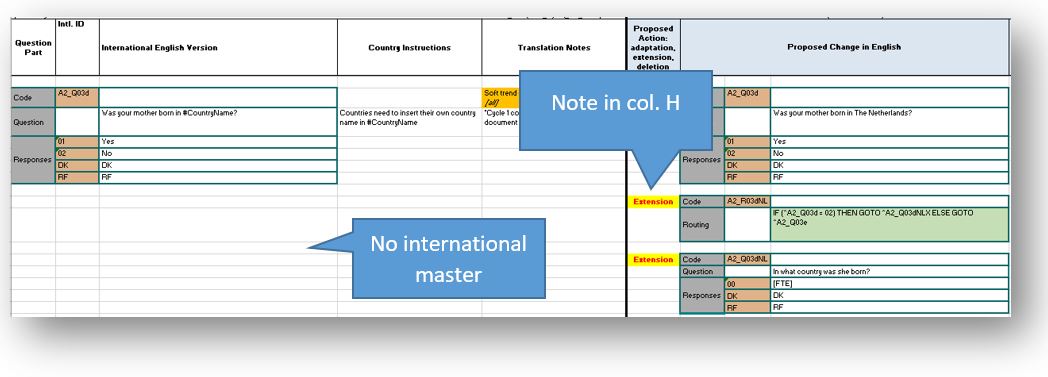 Question Part
Intl. ID
International English Version
Country Instructions
Translation Notes
Proposed Action: adaptation, extension, deletion
Proposed Change in English
Code
A2_Q03d
Soft trend
[all]
A2_Q03d
Question
Was your mother born in #CountryName?
Countries need to insert their own country
name in #CountryName
document
Was your mother born in The Netherlands?
Responses
01 Yes
02 No
DK DK
RF RF
Responses
01 Yes
02 No
DK DK
RF RF
Note in col. H
Extension
Code
A2_R03dNL
Routing
IF (^A2_Q03d = 02) THEN GOTO ^A2_Q03dNLX ELSE GOTO
^A2_Q03e
No international
master
Extension
Code
A2_Q03dNL
Question
In what country was she born?
Responses
00 [FTE]
DK DK
RF RF